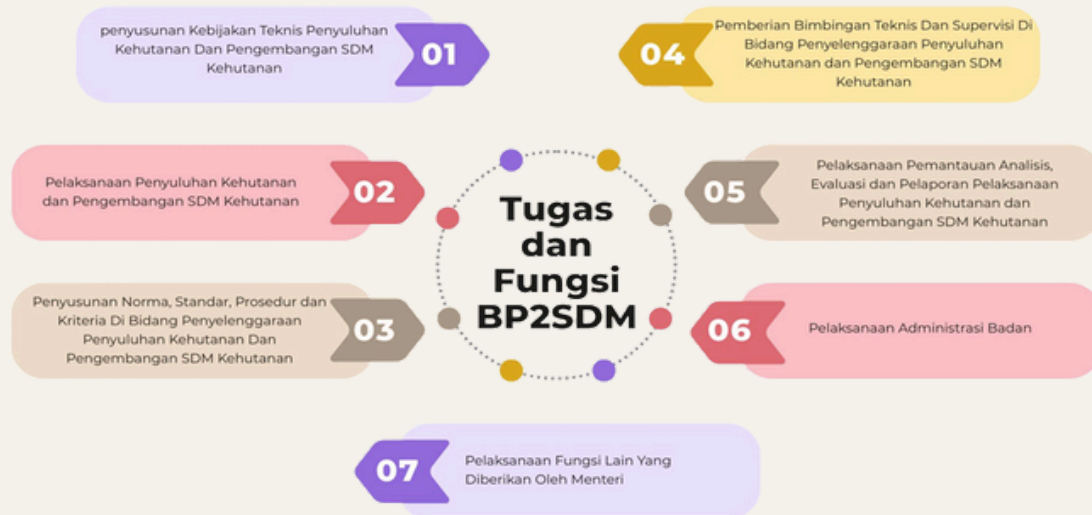 penyusunan Kebijakan Teknis Penyuluhan
Kehutanan Dan Pengembangan SDM
Kehutanan
01
Pelaksanaan Penyuluhan Kehutanan
dan Pengembangan SDM Kehutanan
02
Penyusunan Norma, Standar, Prosedur dan
Kriteria Di Bidang Penyelenggaraan
Penyuluhan Kehutanan Dan
Pengembangan SDM Kehutanan
03
Tugas
dan
Fungsi
BP2SDM
04
Pemberian Bimbingan Teknis Dan Supervisi Di
Bidang Penyelenggaraan Penyuluhan
Kehutanan dan Pengembangan SDM
Kehutanan
05
Pelaksanaan Pemantauan Analisis,
Evaluasi dan Pelaporan Pelaksanaan
Penyuluhan Kehutanan dan
Pengembangan SDM Kehutanan
06
Pelaksanaan Administrasi Badan
07
Pelaksanaan Fungsi Lain Yang
Diberikan Oleh Menteri